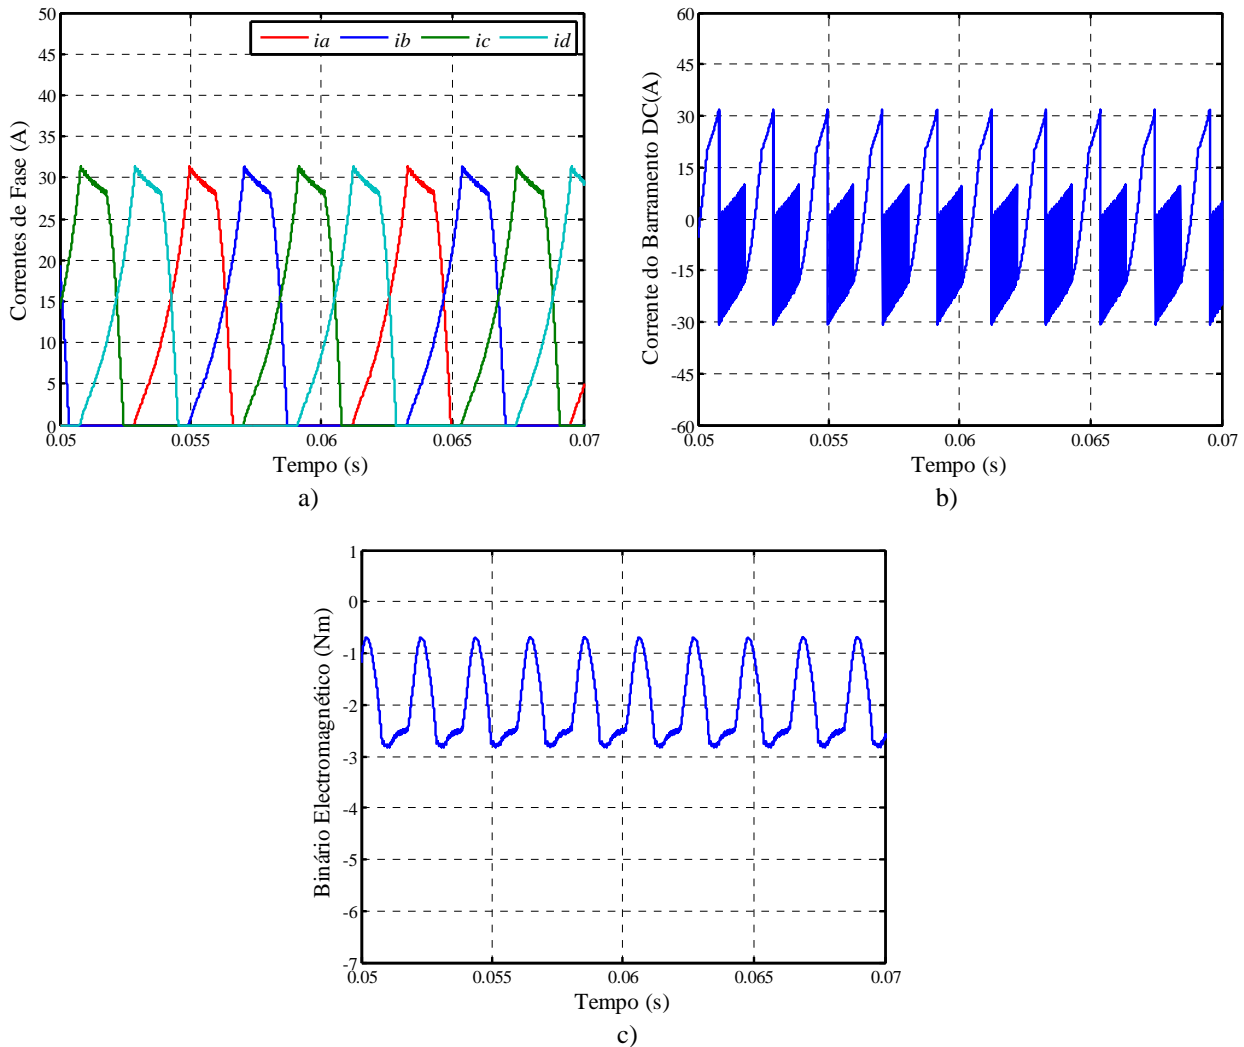 50
45
40
35
30
25
20
15
10
5
0
Correntes de Fase (A)
ia ib ic id
0.05 0.055 0.06 0.065 0.07
Tempo (s)
a)
60
45
30
15
0
-15
-30
-45
-60
Corrente do Barramento DC(A)
0.05 0.055 0.06 0.065 0.07
Tempo (s)
b)
1
0
-1
-2
-3
-4
-5
-6
-7
Binário Electromagnético (Nm)
0.05 0.055 0.06 0.065 0.07
Tempo (s)
c)